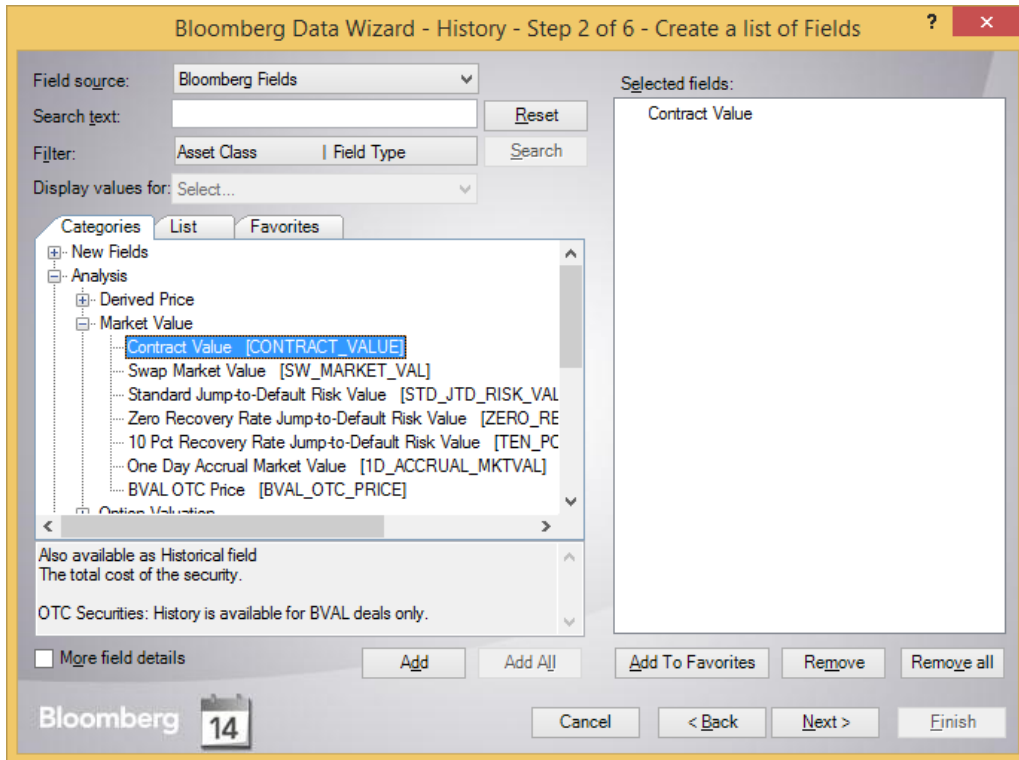 Bloomberg Data Wizard - History - Step 2 of 6 - Create a list of Fields ? ×
Field source: Bloomberg Fields
Search text: Reset
Filter: Asset Class | Field Type Search
Display values for: Select...
Categories List Favorites
New Fields
Analysis
Derived Price
Market Value
Contract Value [CONTRACT_VALUE]
Swap Market Value [SW_MARKET_VAL]
Standard Jump-to-Default Risk Value [STD_JTD_RISK_VAL
Zero Recovery Rate Jump-to-Default Risk Value [ZERO_RE
10 Pct Recovery Rate Jump-to-Default Risk Value [TEN_PC
One Day Accrual Market Value [1D_ACCRUAL_MKTVAL]
BVAL OTC Price [BVAL_OTC_PRICE]
Option Valuation
Also available as Historical field
The total cost of the security.
OTC Securities: History is available for BVAL deals only.
More field details Add Add All
Selected fields:
Contract Value
Add To Favorites Remove Remove all
Bloomberg 14
Cancel < Back Next > Finish